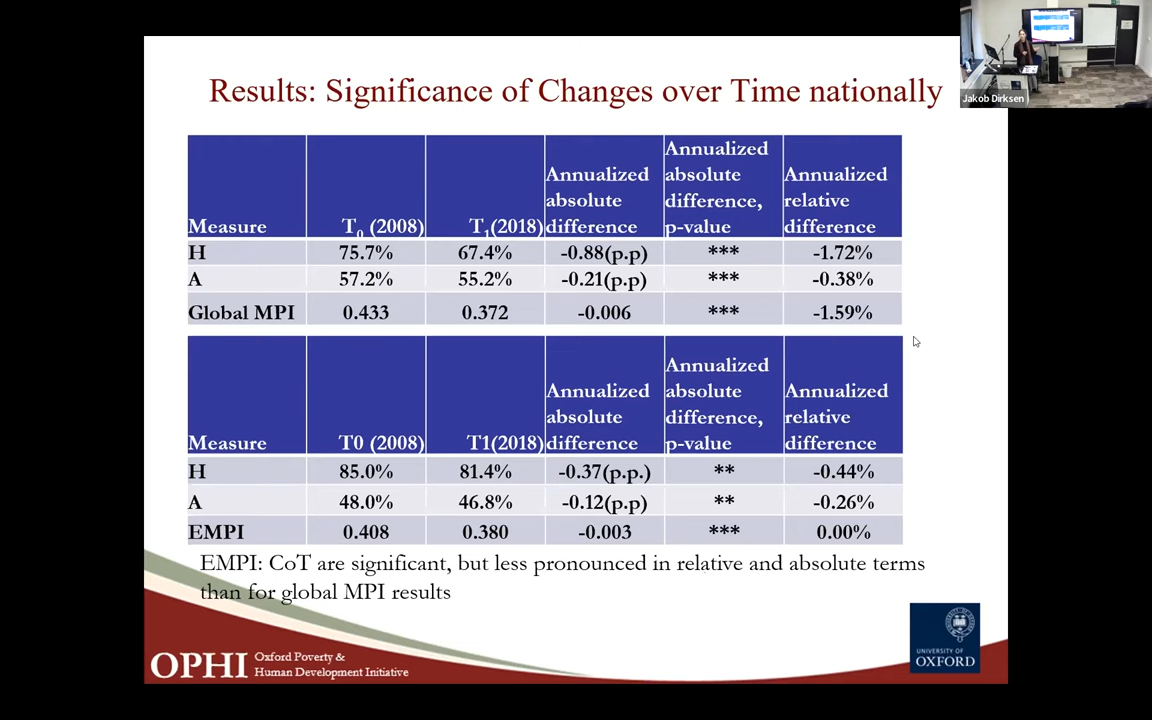 Results: Significance of Changes over Time nationally
Jakob Dirksen
Measure T0 (2008) T1(2018) Annualized absolute difference Annualized absolute difference, p-value Annualized relative difference
H 75.7% 67.4% -0.88(p.p) *** -1.72%
A 57.2% 55.2% -0.21(p.p) *** -0.38%
Global MPI 0.433 0.372 -0.006 *** -1.59%
Measure T0 (2008) T1(2018) Annualized absolute difference Annualized absolute difference, p-value Annualized relative difference
H 85.0% 81.4% -0.37(p.p.) ** -0.44%
A 48.0% 46.8% -0.12(p.p) ** -0.26%
EMPI 0.408 0.380 -0.003 *** 0.00%
EMPI: CoT are significant, but less pronounced in relative and absolute terms
than for global MPI results
OPHI Oxford Poverty &
Human Development Initiative
UNIVERSITY OF
OXFORD